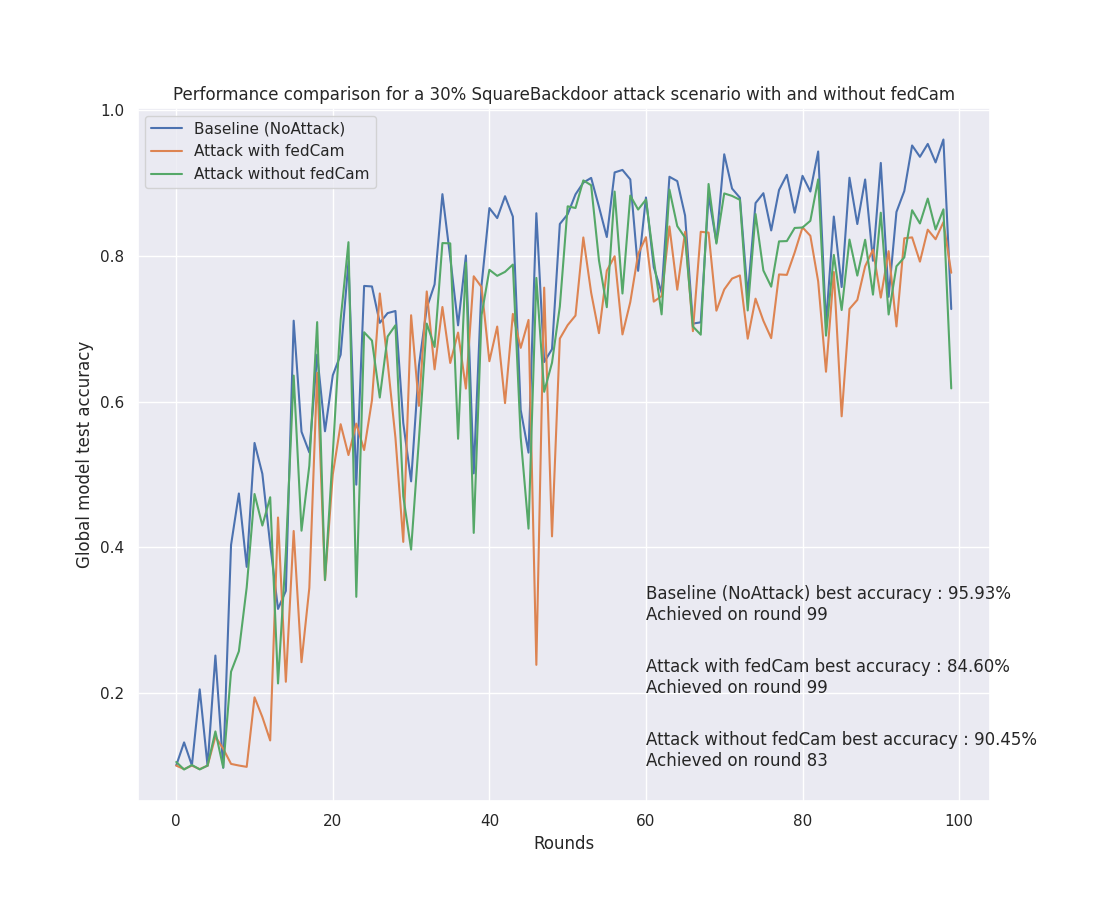 Performance comparison for a 30% SquareBackdoor attack scenario with and without fedCam
1.0
0.8
0.6
0.4
0.2
Global model test accuracy
Baseline (NoAttack)
Attack with fedCam
Attack without fedCam
Baseline (NoAttack) best accuracy : 95.93%
Achieved on round 99
Attack with fedCam best accuracy : 84.60%
Achieved on round 99
Attack without fedCam best accuracy : 90.45%
Achieved on round 83
0 20 40 60 80 100
Rounds